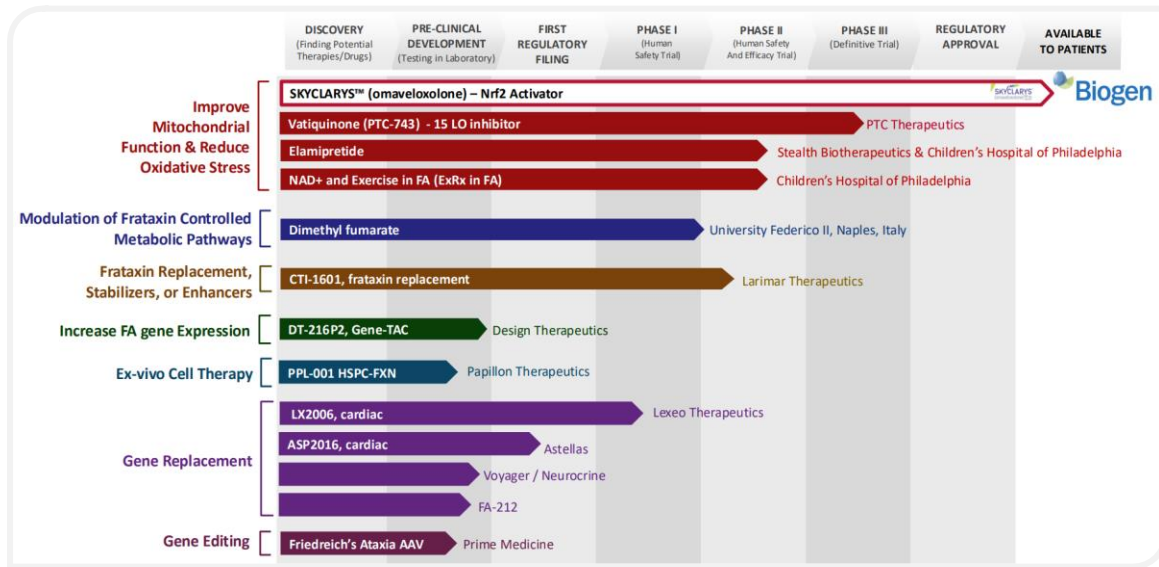 DISCOVERY
(Finding Potential
Therapies/Drugs)
PRE-CLINICAL
DEVELOPMENT
(Testing in Laboratory)
FIRST
REGULATORY
FILING
PHASE I
(Human
Safety Trial)
PHASE II
(Human Safety
And Efficacy Trial)
PHASE III
(Definitive Trial)
REGULATORY
APPROVAL
AVAILABLE
TO PATIENTS
Improve
Mitochondrial
Function & Reduce
Oxidative Stress
SKYCLARYS™ (omaveloxolone) – Nrf2 Activator
SKYCLARYS
Biogen
Vatiquinone (PTC-743) - 15 LO inhibitor
PTC Therapeutics
Elamipretide
Stealth Biotherapeutics & Children's Hospital of Philadelphia
NAD+ and Exercise in FA (ExRx in FA)
Children's Hospital of Philadelphia
Modulation of Frataxin Controlled
Metabolic Pathways
Dimethyl fumarate
University Federico II, Naples, Italy
Frataxin Replacement,
Stabilizers, or Enhancers
CTI-1601, frataxin replacement
Larimar Therapeutics
Increase FA gene Expression
DT-216P2, Gene-TAC
Design Therapeutics
Ex-vivo Cell Therapy
PPL-001 HSPC-FXN
Papillon Therapeutics
Gene Replacement
LX2006, cardiac
Lexeo Therapeutics
ASP2016, cardiac
Astellas
Voyager / Neurocrine
FA-212
Gene Editing
Friedreich's Ataxia AAV
Prime Medicine